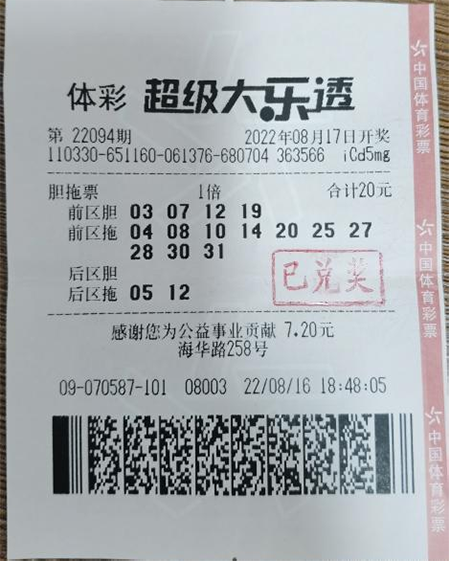 体彩 超级大乐透
第 22094期 2022年08月17日开奖
110330-651160-061376-680704 363566 iCd5mg
胆拖票 1倍 合计20元
前区胆 03 07 12 19
前区拖 04 08 10 14 20 25 27
28 30 31
后区胆
后区拖 05 12
已兑奖
感谢您为公益事业贡献 7.20元
海华路258号
09-070587-101 08003 22/08/16 18:48:05
中国体育彩票
中国体育彩票
中国体育彩票